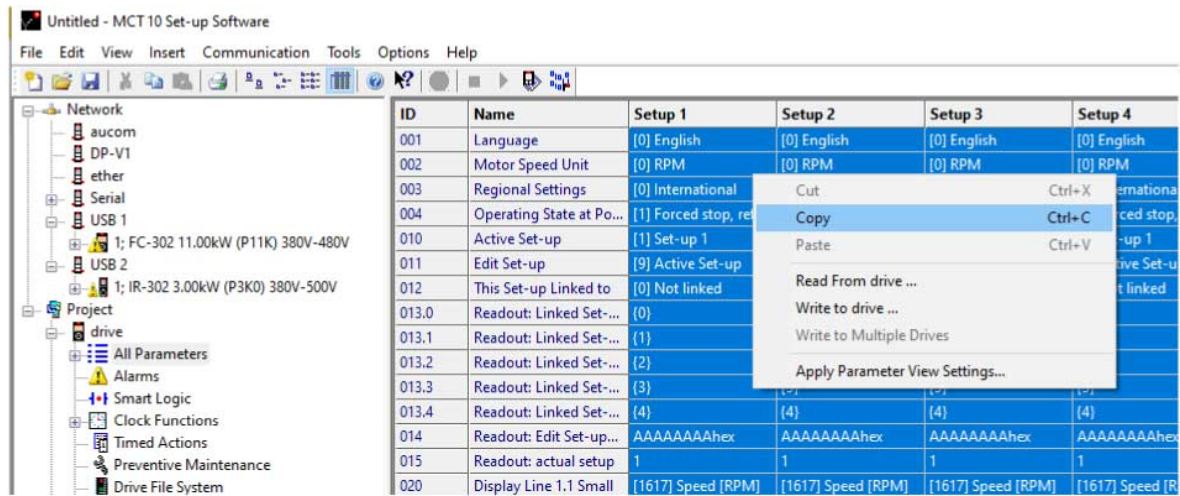 Untitled - MCT 10 Set-up Software
File Edit View Insert Communication Tools Options Help
Network
aucom
DP-V1
ether
Serial
USB 1
1; FC-302 11.00kW (P11K) 380V-480V
USB 2
1; IR-302 3.00kW (P3K0) 380V-500V
Project
drive
All Parameters
Alarms
Smart Logic
Clock Functions
Timed Actions
Preventive Maintenance
Drive File System
ID Name Setup 1 Setup 2 Setup 3 Setup 4
001 Language [0] English [0] English [0] English [0] English
002 Motor Speed Unit [0] RPM [0] RPM [0] RPM [0] RPM
003 Regional Settings [0] International ernationa
004 Operating State at Po... [1] Forced stop, ret rced stop,
010 Active Set-up [1] Set-up 1 -up 1
011 Edit Set-up [9] Active Set-up tive Set-u
012 This Set-up Linked to [0] Not linked t linked
013.0 Readout: Linked Set-... {0}
013.1 Readout: Linked Set-... {1}
013.2 Readout: Linked Set-... {2}
013.3 Readout: Linked Set-... {3}
013.4 Readout: Linked Set-... {4} {4} {4} {4}
014 Readout: Edit Set-up... AAAAAAAAhex AAAAAAAAhex AAAAAAAAhex AAAAAAAAhex
015 Readout: actual setup 1 1 1 1
020 Display Line 1.1 Small [1617] Speed [RPM] [1617] Speed [RPM] [1617] Speed [RPM] [1617] Speed [R
Cut Ctrl+X
Copy Ctrl+C
Paste Ctrl+V
Read From drive ...
Write to drive ...
Write to Multiple Drives
Apply Parameter View Settings...